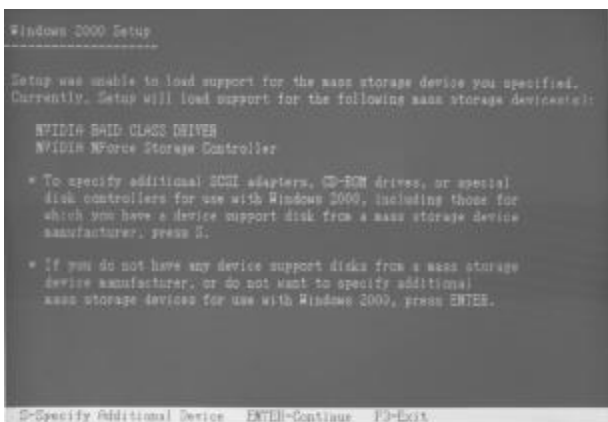 Windows 2000 Setup
Setup was unable to load support for the mass storage device you specified.
Currently, Setup will load support for the following mass storage devices(s):
NVIDIA RAID CLASS DRIVER
NVIDIA NForce Storage Controller
* To specify additional SCSI adapters, CD-ROM drives, or special
disk controllers for use with Windows 2000, including those for
which you have a device support disk from a mass storage device
manufacturer, press S.
* If you do not have any device support disks from a mass storage
device manufacturer, or do not want to specify additional
mass storage devices for use with Windows 2000, press ENTER.
S=Specify Additional Device ENTER=Continue F3=Exit